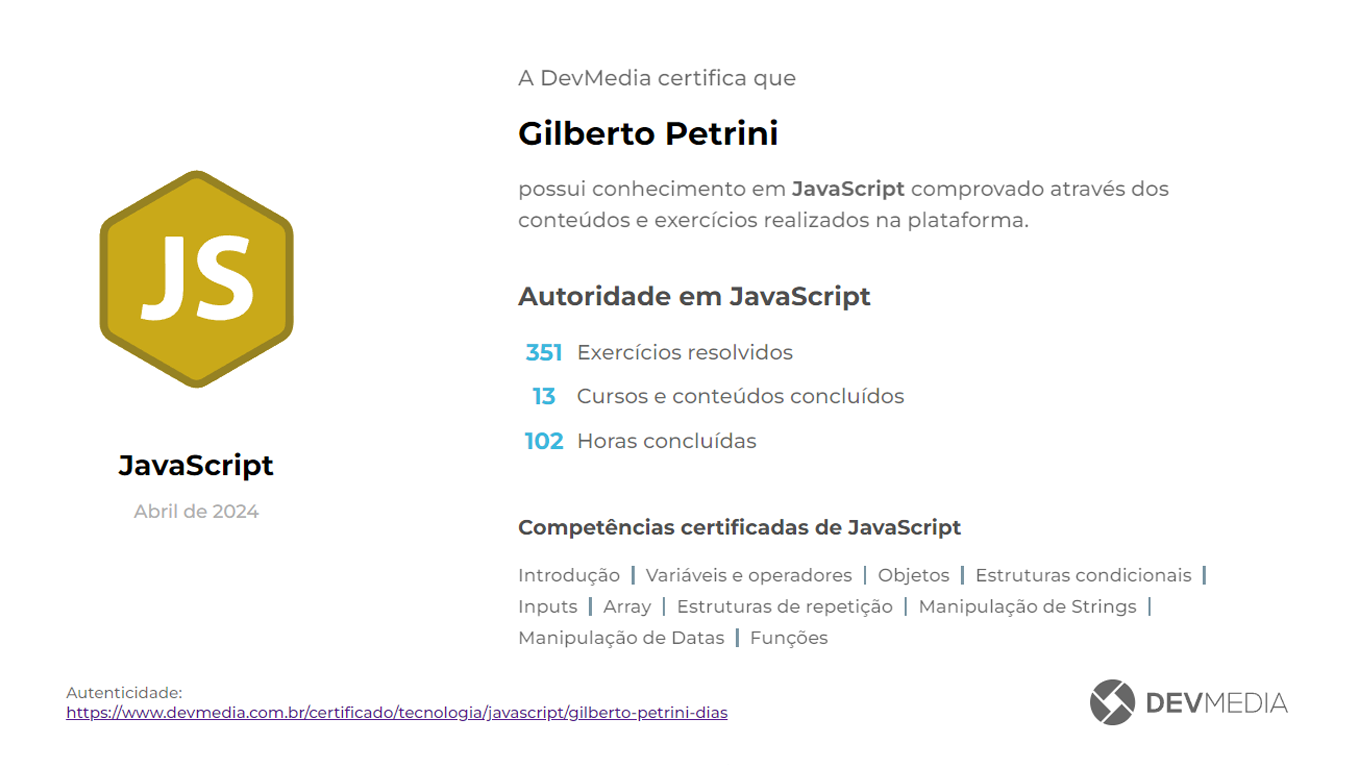 A DevMedia certifica que
Gilberto Petrini
possui conhecimento em JavaScript comprovado através dos
conteúdos e exercícios realizados na plataforma.
JS
JavaScript
Abril de 2024
Autoridade em JavaScript
351 Exercícios resolvidos
13 Cursos e conteúdos concluídos
102 Horas concluídas
Competências certificadas de JavaScript
Introdução | Variáveis e operadores | Objetos | Estruturas condicionais |
Inputs | Array | Estruturas de repetição | Manipulação de Strings |
Manipulação de Datas | Funções
Autenticidade:
https://www.devmedia.com.br/certificado/tecnologia/javascript/gilberto-petrini-dias
DEVMEDIA